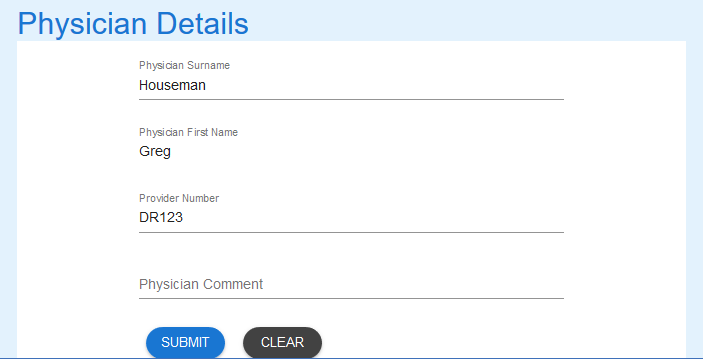 Physician Details
Physician Surname
Houseman
Physician First Name
Greg
Provider Number
DR123
Physician Comment
SUBMIT CLEAR